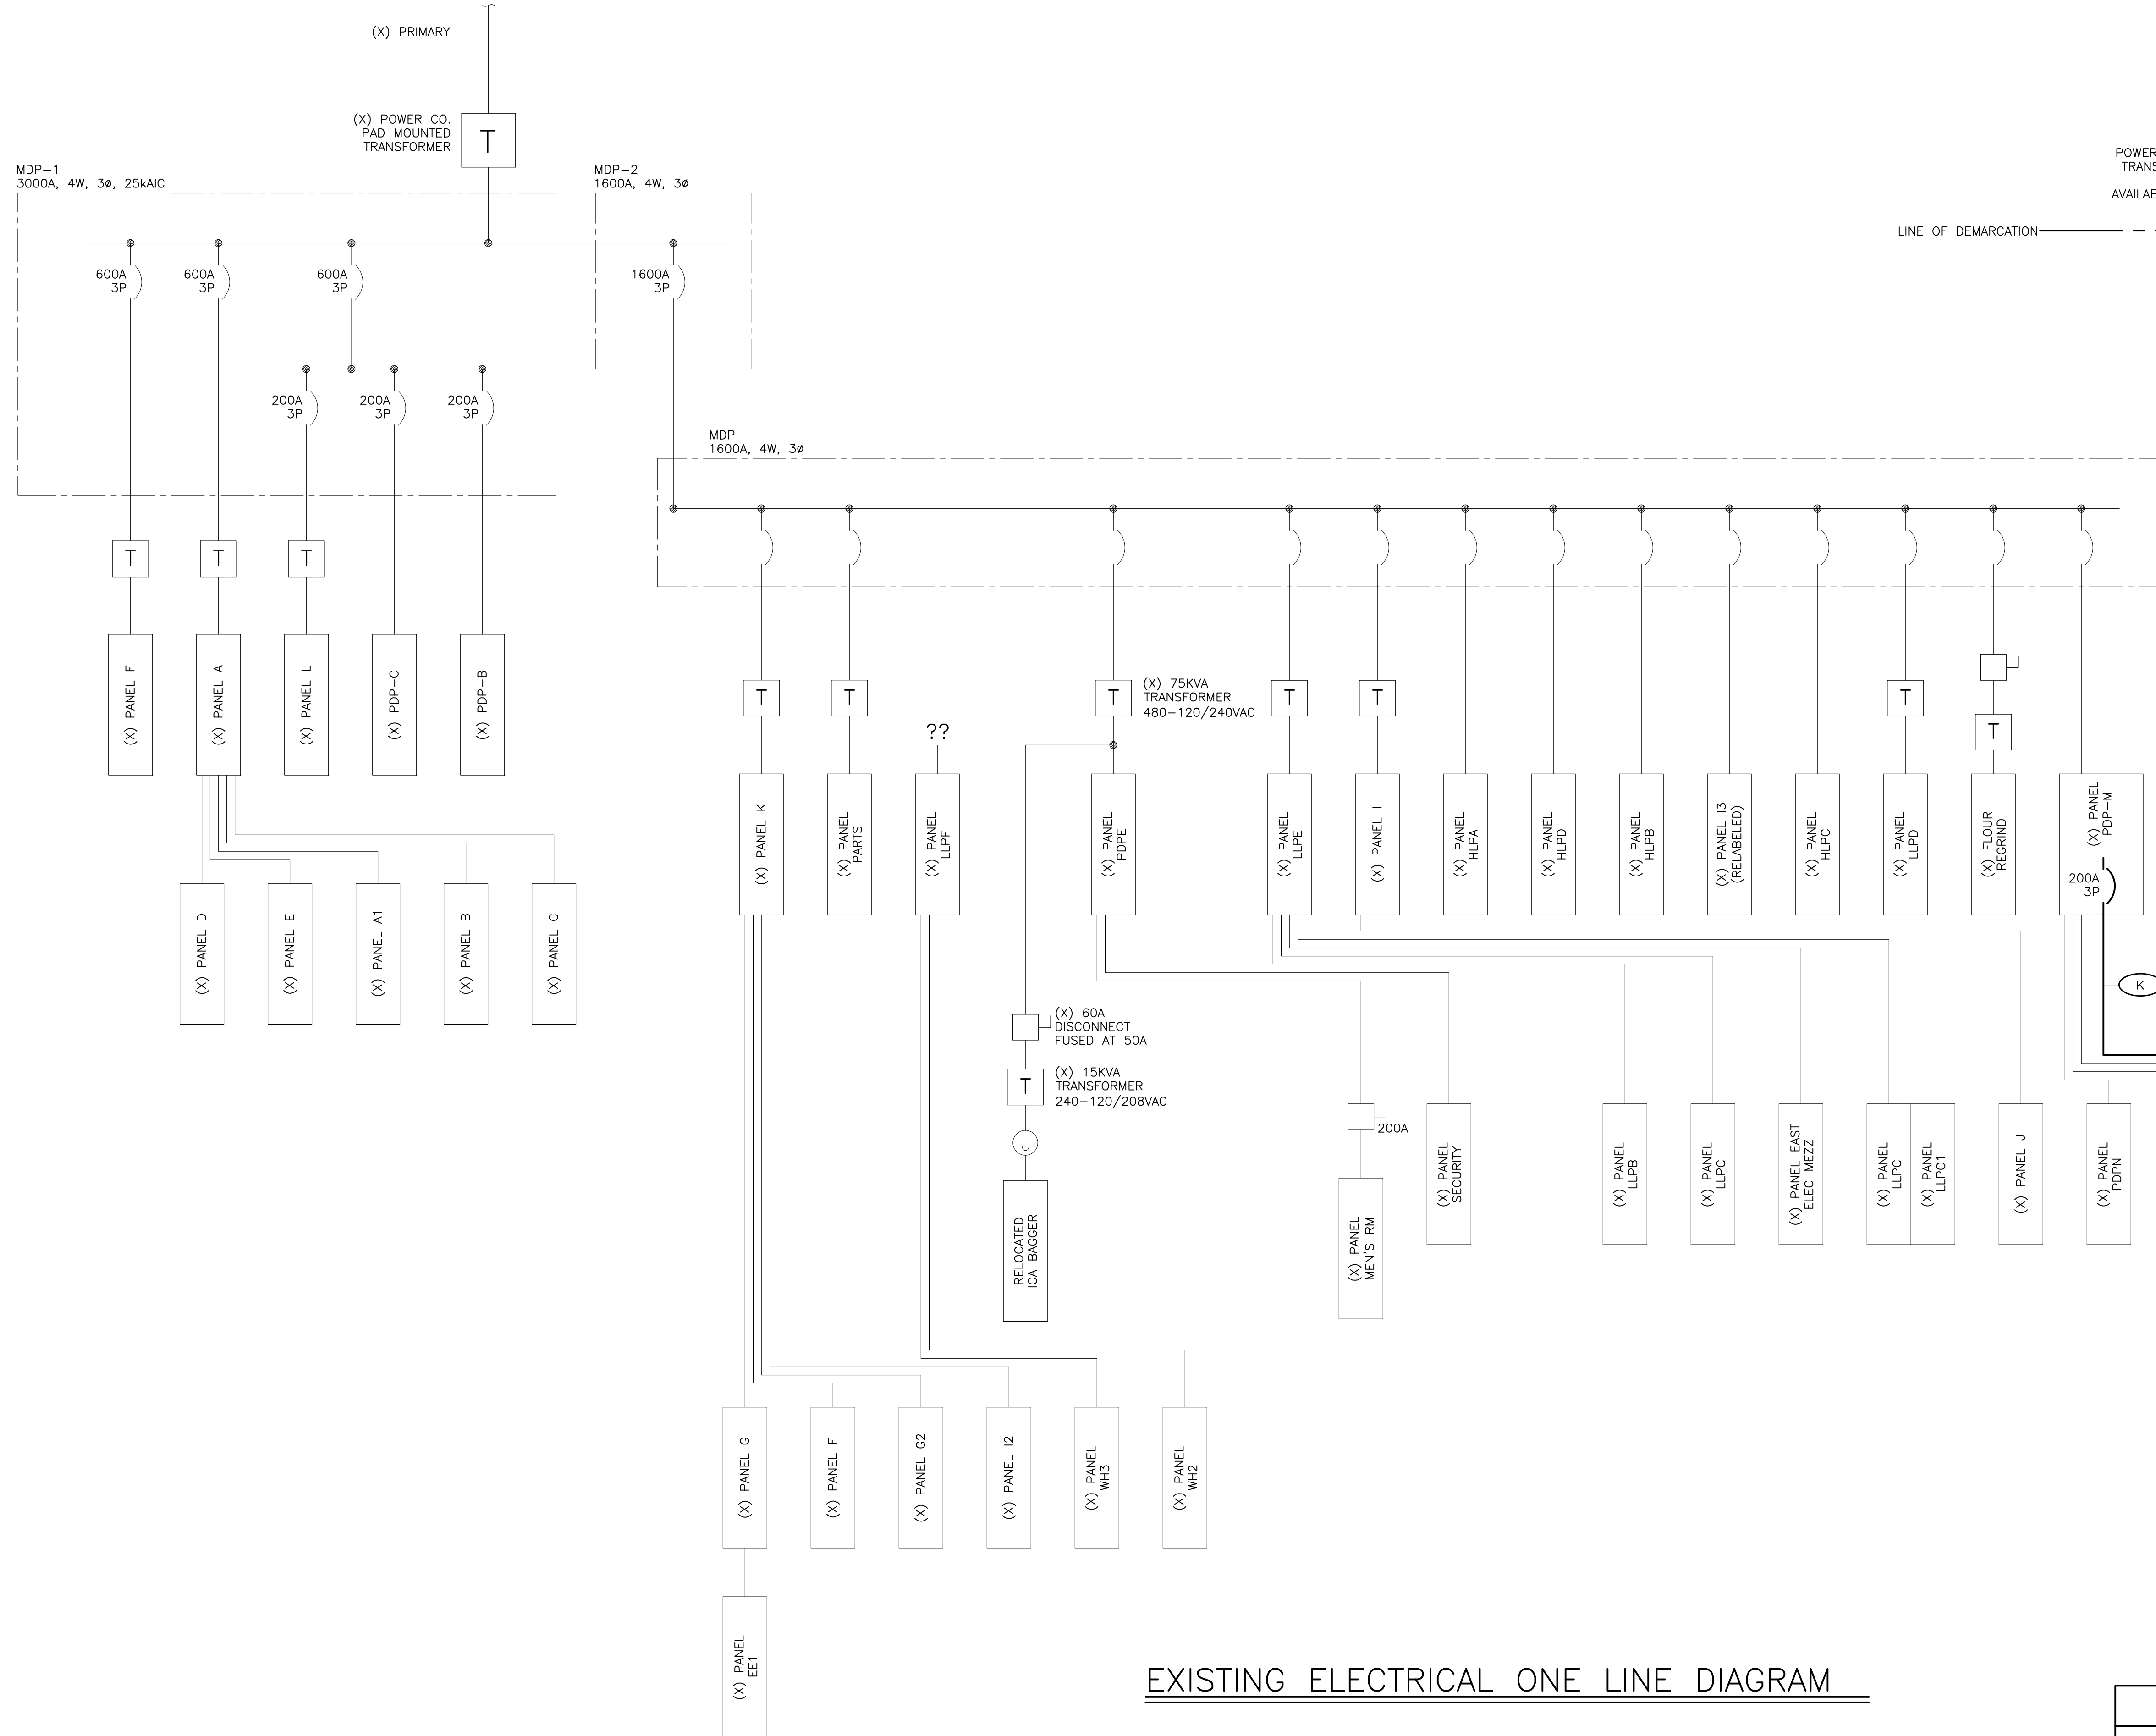 (X) PRIMARY
(X) POWER CO.
PAD MOUNTED
TRANSFORMER
T
MDP-1
3000A, 4W, 3ø, 25kAIC
MDP-2
1600A, 4W, 3ø
POWER
TRANS
AVAILAB
LINE OF DEMARCATION
600A
3P
600A
3P
600A
3P
1600A
3P
200A
3P
200A
3P
200A
3P
MDP
1600A, 4W, 3ø
T
T
T
(X) PANEL F
(X) PANEL A
(X) PANEL L
(X) PDP-C
(X) PDP-B
T
T
T
(X) 75KVA
TRANSFORMER
480-120/240VAC
T
T
T
T
??
(X) PANEL K
(X) PANEL
PARTS
(X) PANEL
LLPF
(X) PANEL
PDPE
(X) PANEL
LLPE
(X) PANEL I
(X) PANEL
HLPA
(X) PANEL
HLPD
(X) PANEL
HLPB
(X) PANEL I3
(RELABELED)
(X) PANEL
HLPC
(X) PANEL
LLPD
(X) FLOUR
REGRIND
(X) PANEL
PDP-M
200A
3P
(X) PANEL D
(X) PANEL E
(X) PANEL A1
(X) PANEL B
(X) PANEL C
K
(X) 60A
DISCONNECT
FUSED AT 50A
T
(X) 15KVA
TRANSFORMER
240-120/208VAC
J
200A
RELOCATED
ICA BAGGER
(X) PANEL
MEN'S RM
(X) PANEL
SECURITY
(X) PANEL
LLPB
(X) PANEL
LLPC
(X) PANEL EAST
ELEC MEZZ
(X) PANEL
LLPC
(X) PANEL
LLPC1
(X) PANEL J
(X) PANEL
PDPN
(X) PANEL G
(X) PANEL F
(X) PANEL G2
(X) PANEL I2
(X) PANEL
WH3
(X) PANEL
WH2
(X) PANEL
EE1
EXISTING ELECTRICAL ONE LINE DIAGRAM